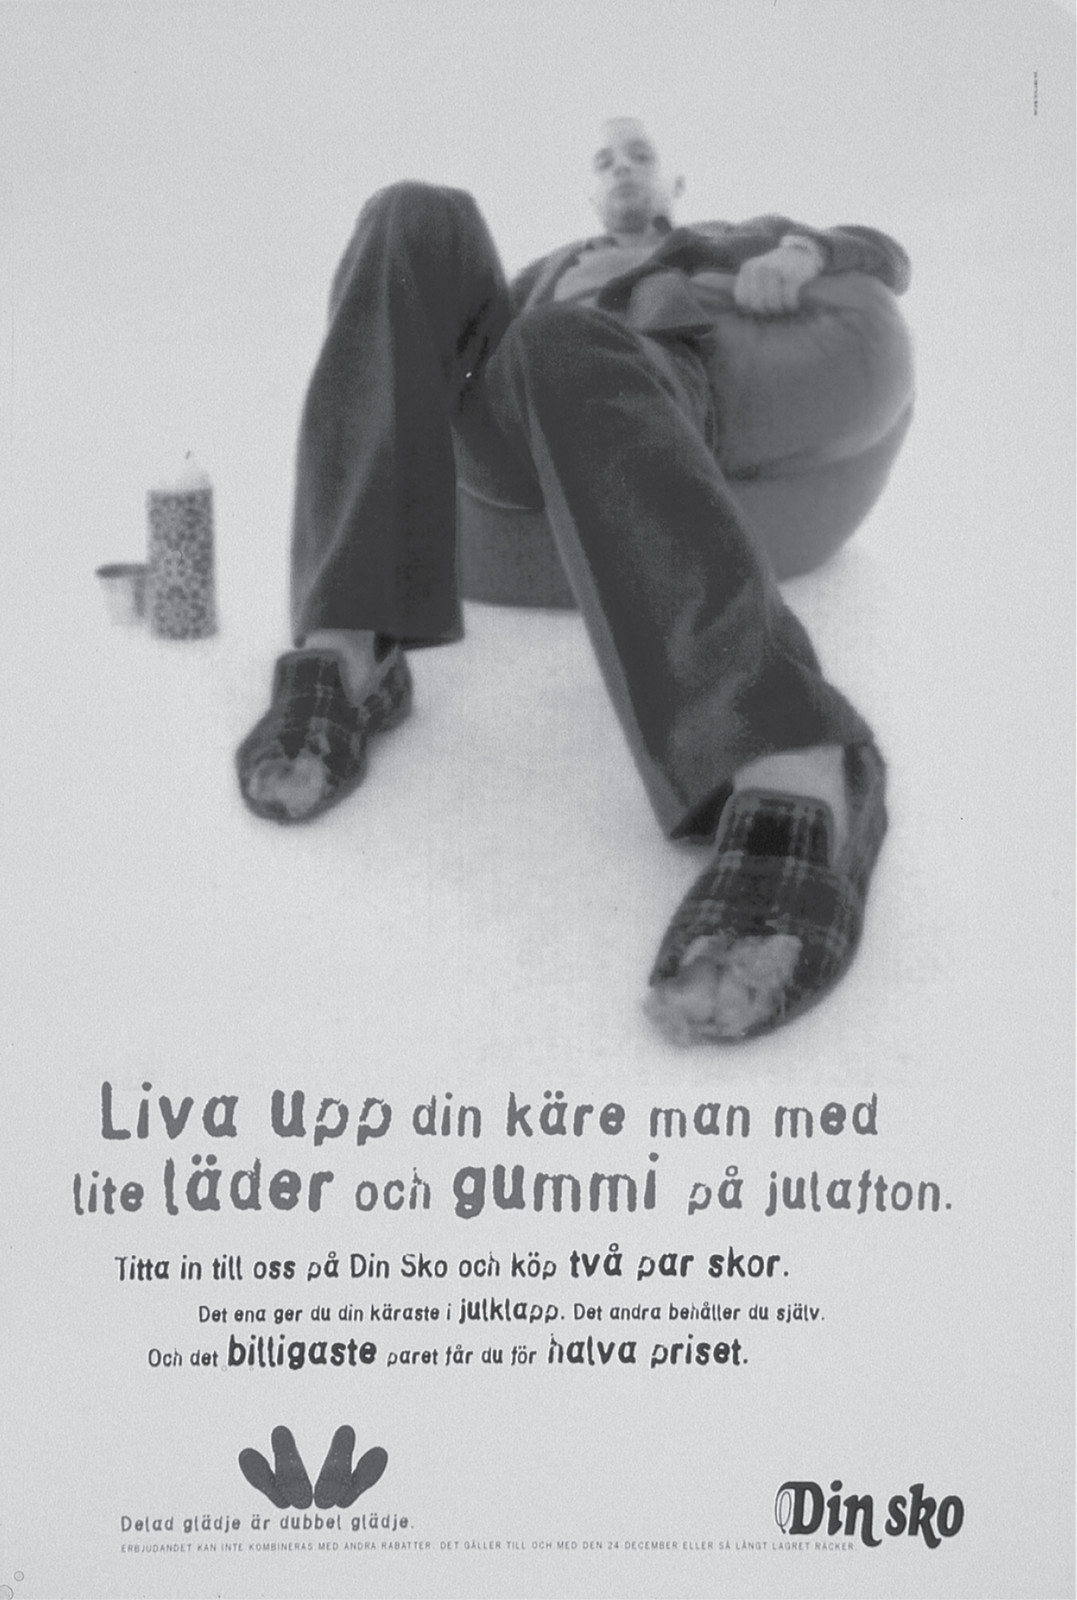 Liva upp din käre man med
lite läder och gummi på julafton.
Titta in till oss på Din Sko och köp två par skor.
Det ena ger du din käraste i julklapp. Det andra behåller du själv.
Och det billigaste paret får du för halva priset.
Delad glädje är dubbel glädje.
Din sko
ERBJUDANDET KAN INTE KOMBINERAS MED ANDRA RABATTER. DET GÄLLER TILL OCH MED DEN 24 DECEMBER ELLER SÅ LÅNGT LAGRET RÄCKER.